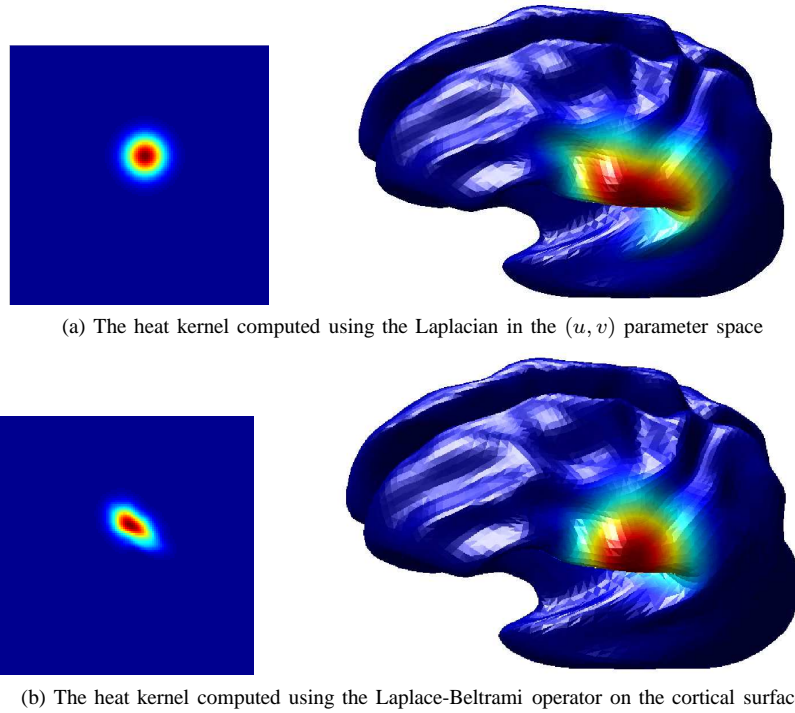 (a) The heat kernel computed using the Laplacian in the (u, v) parameter space
(b) The heat kernel computed using the Laplace-Beltrami operator on the cortical surfac